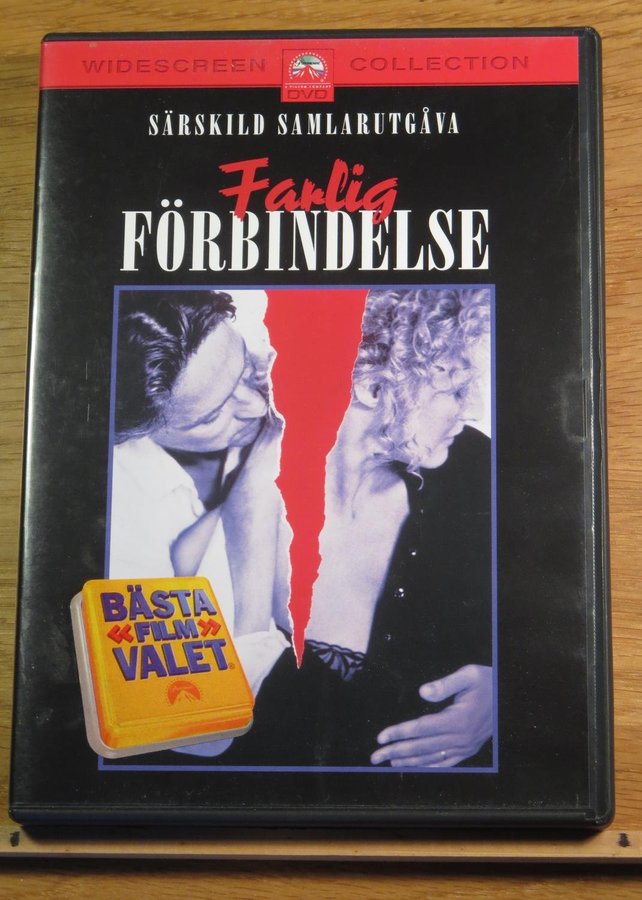 WIDESCREEN COLLECTION
DVD
SÄRSKILD SAMLARUTGÅVA
Farlig
FÖRBINDELSE
BÄSTA
«FILM»
VALET®